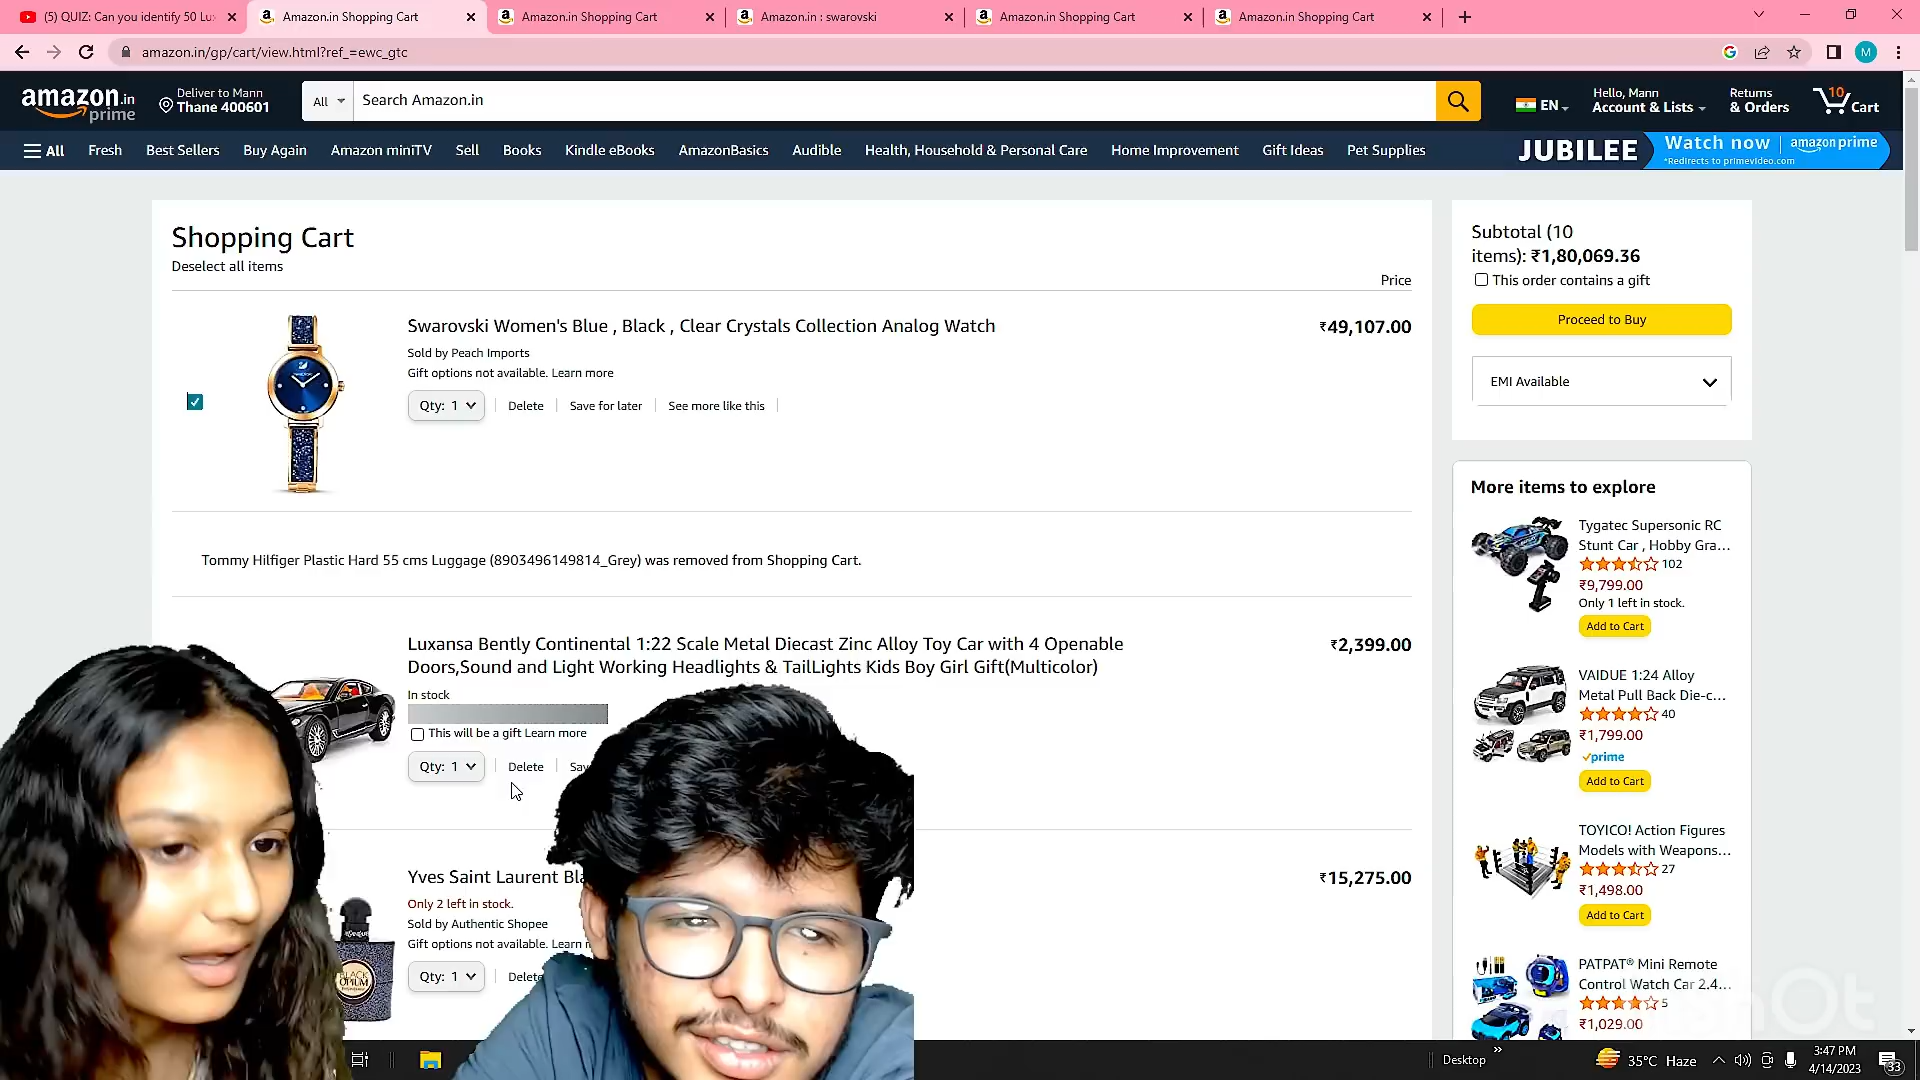 (5) QUIZ: Can you identify 50 Lu
Amazon.in Shopping Cart
Amazon.in Shopping Cart
Amazon.in : swarovski
Amazon.in Shopping Cart
Amazon.in Shopping Cart
amazon.in/gp/cart/view.html?ref_=ewc_gtc
M
amazon.in
prime
Deliver to Mann
Thane 400601
All
Search Amazon.in
EN
Hello, Mann
Account & Lists
Returns
& Orders
10
Cart
All
Fresh
Best Sellers
Buy Again
Amazon miniTV
Sell
Books
Kindle eBooks
AmazonBasics
Audible
Health, Household & Personal Care
Home Improvement
Gift Ideas
Pet Supplies
JUBILEE
Watch now
amazon prime
*Redirects to primevideo.com
Shopping Cart
Deselect all items
Price
Swarovski Women's Blue , Black , Clear Crystals Collection Analog Watch
₹49,107.00
Sold by Peach Imports
Gift options not available. Learn more
Qty: 1
Delete
Save for later
See more like this
Tommy Hilfiger Plastic Hard 55 cms Luggage (8903496149814_Grey) was removed from Shopping Cart.
Luxansa Bently Continental 1:22 Scale Metal Diecast Zinc Alloy Toy Car with 4 Openable
Doors,Sound and Light Working Headlights & TailLights Kids Boy Girl Gift(Multicolor)
₹2,399.00
In stock
This will be a gift Learn more
Qty: 1
Delete
Sav
Yves Saint Laurent Bla
₹15,275.00
Only 2 left in stock.
Sold by Authentic Shopee
Gift options not available. Learn
Qty: 1
Delete
BLACK
OPIUM
Subtotal (10
items): ₹1,80,069.36
This order contains a gift
Proceed to Buy
EMI Available
More items to explore
Tygatec Supersonic RC
Stunt Car , Hobby Gra...
102
₹9,799.00
Only 1 left in stock.
Add to Cart
VAIDUE 1:24 Alloy
Metal Pull Back Die-c...
40
₹1,799.00
prime
Add to Cart
TOYICO! Action Figures
Models with Weapons...
27
₹1,498.00
Add to Cart
PATPAT® Mini Remote
Control Watch Car 2.4...
5
₹1,029.00
Desktop
35°C Haze
3:47 PM
4/14/2023
33